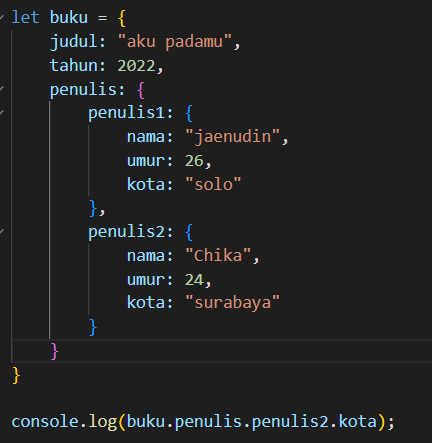 let buku = {
    judul: "aku padamu",
    tahun: 2022,
    penulis: {
        penulis1: {
            nama: "jaenudin",
            umur: 26,
            kota: "solo"
        },
        penulis2: {
            nama: "Chika",
            umur: 24,
            kota: "surabaya"
        }
    }
}

console.log(buku.penulis.penulis2.kota);